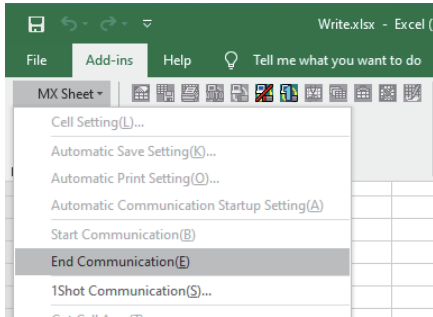 Write.xlsx - Excel (
File Add-ins Help Tell me what you want to do
MX Sheet
Cell Setting(L)...
Automatic Save Setting(K)...
Automatic Print Setting(O)...
Automatic Communication Startup Setting(A)
Start Communication(B)
End Communication(E)
1Shot Communication(S)...